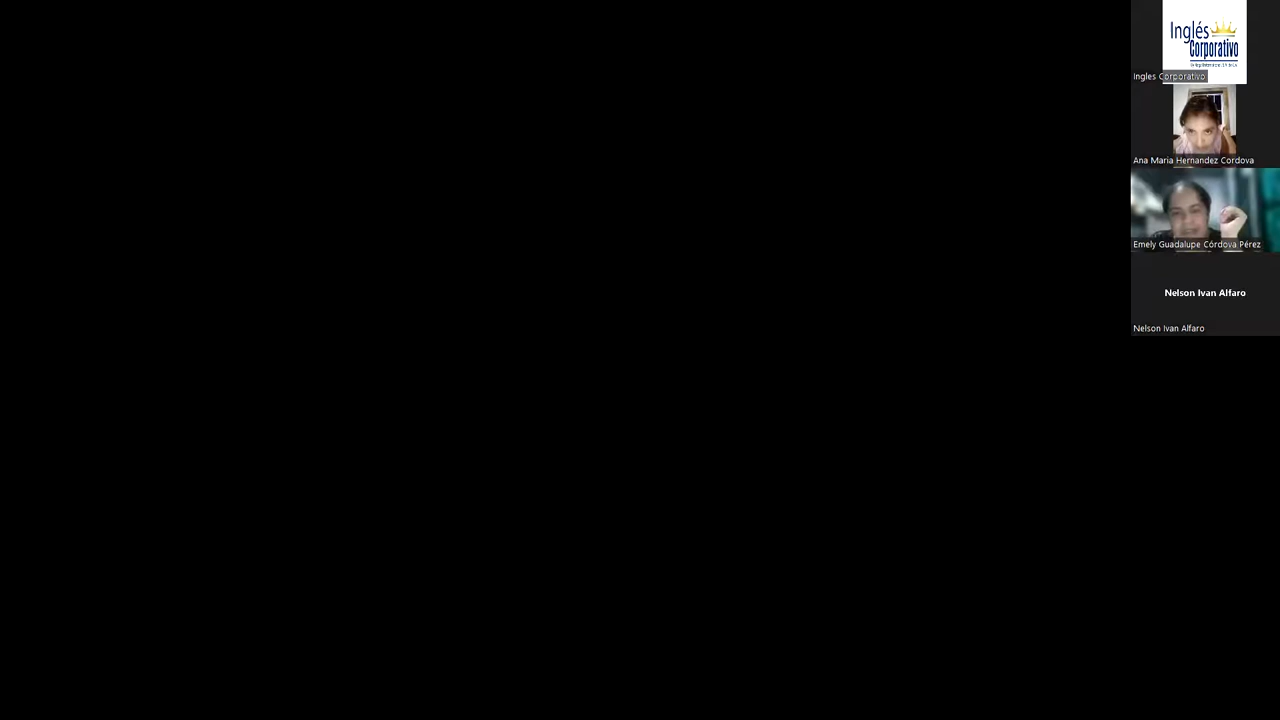 Inglés
Corporativo
Ingles Corporativo
Ana Maria Hernandez Cordova
Emely Guadalupe Córdova Pérez
Nelson Ivan Alfaro
Nelson Ivan Alfaro